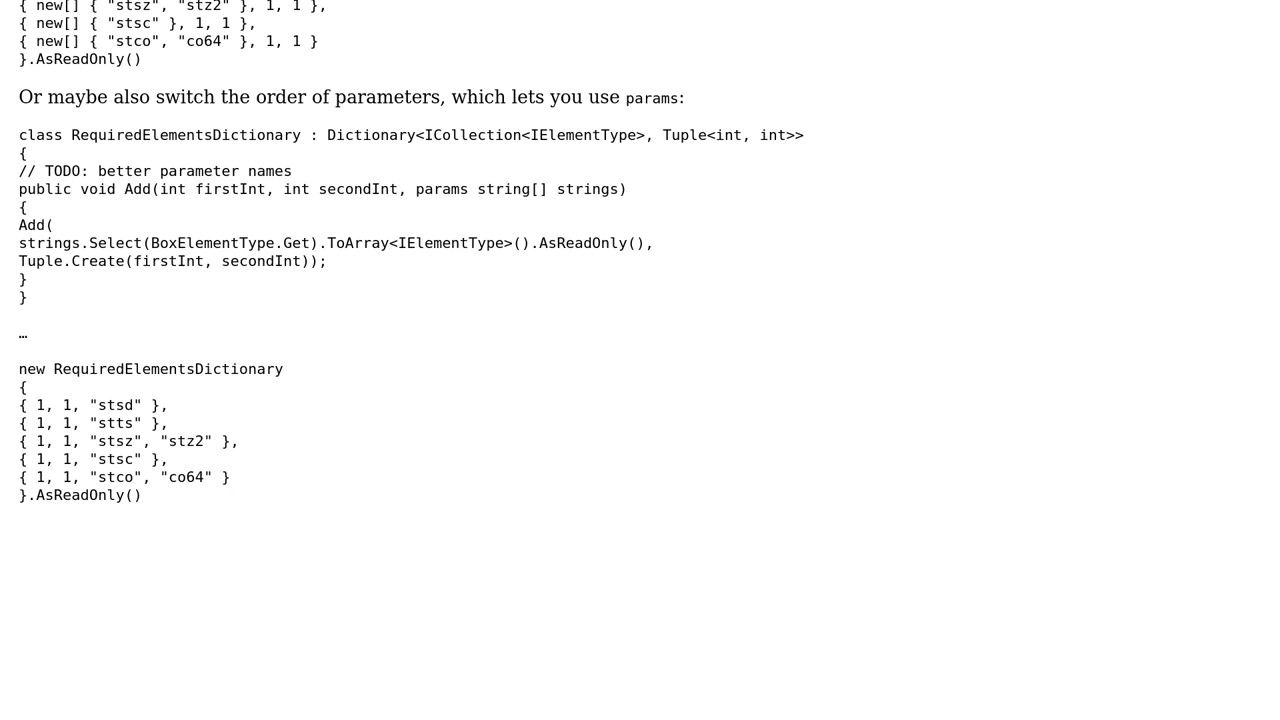 { new[] { "stsz", "stz2" }, 1, 1 },
{ new[] { "stsc" }, 1, 1 },
{ new[] { "stco", "co64" }, 1, 1 }
}.AsReadOnly()
Or maybe also switch the order of parameters, which lets you use params:
class RequiredElementsDictionary : Dictionary<ICollection<IElementType>, Tuple<int, int>>
{
// TODO: better parameter names
public void Add(int firstInt, int secondInt, params string[] strings)
{
Add(
strings.Select(BoxElementType.Get).ToArray<IElementType>().AsReadOnly(),
Tuple.Create(firstInt, secondInt));
}
}
…
new RequiredElementsDictionary
{
{ 1, 1, "stsd" },
{ 1, 1, "stts" },
{ 1, 1, "stsz", "stz2" },
{ 1, 1, "stsc" },
{ 1, 1, "stco", "co64" }
}.AsReadOnly()